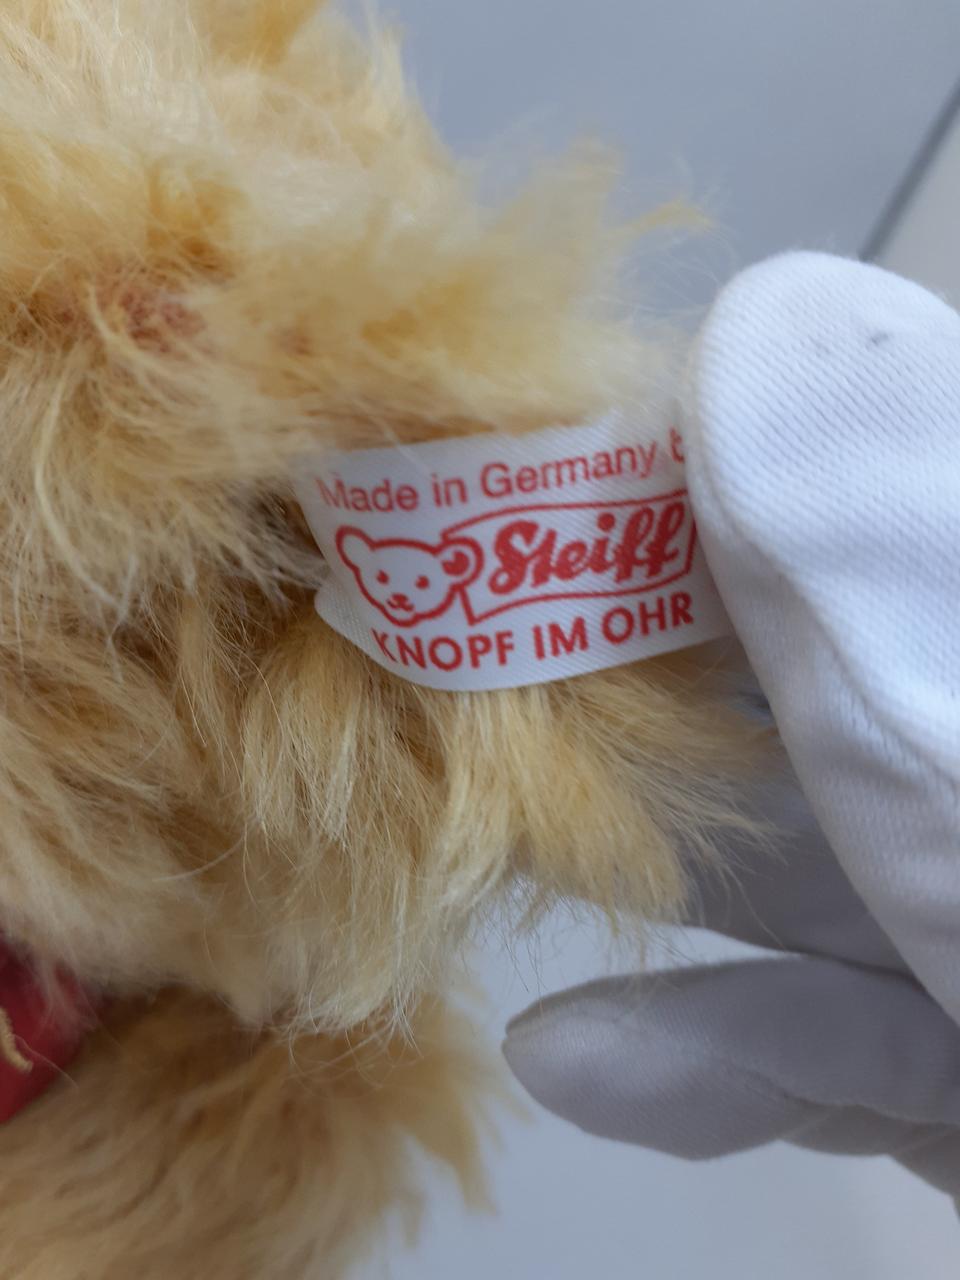 Made in Germany
Steiff
KNOPF IM OHR